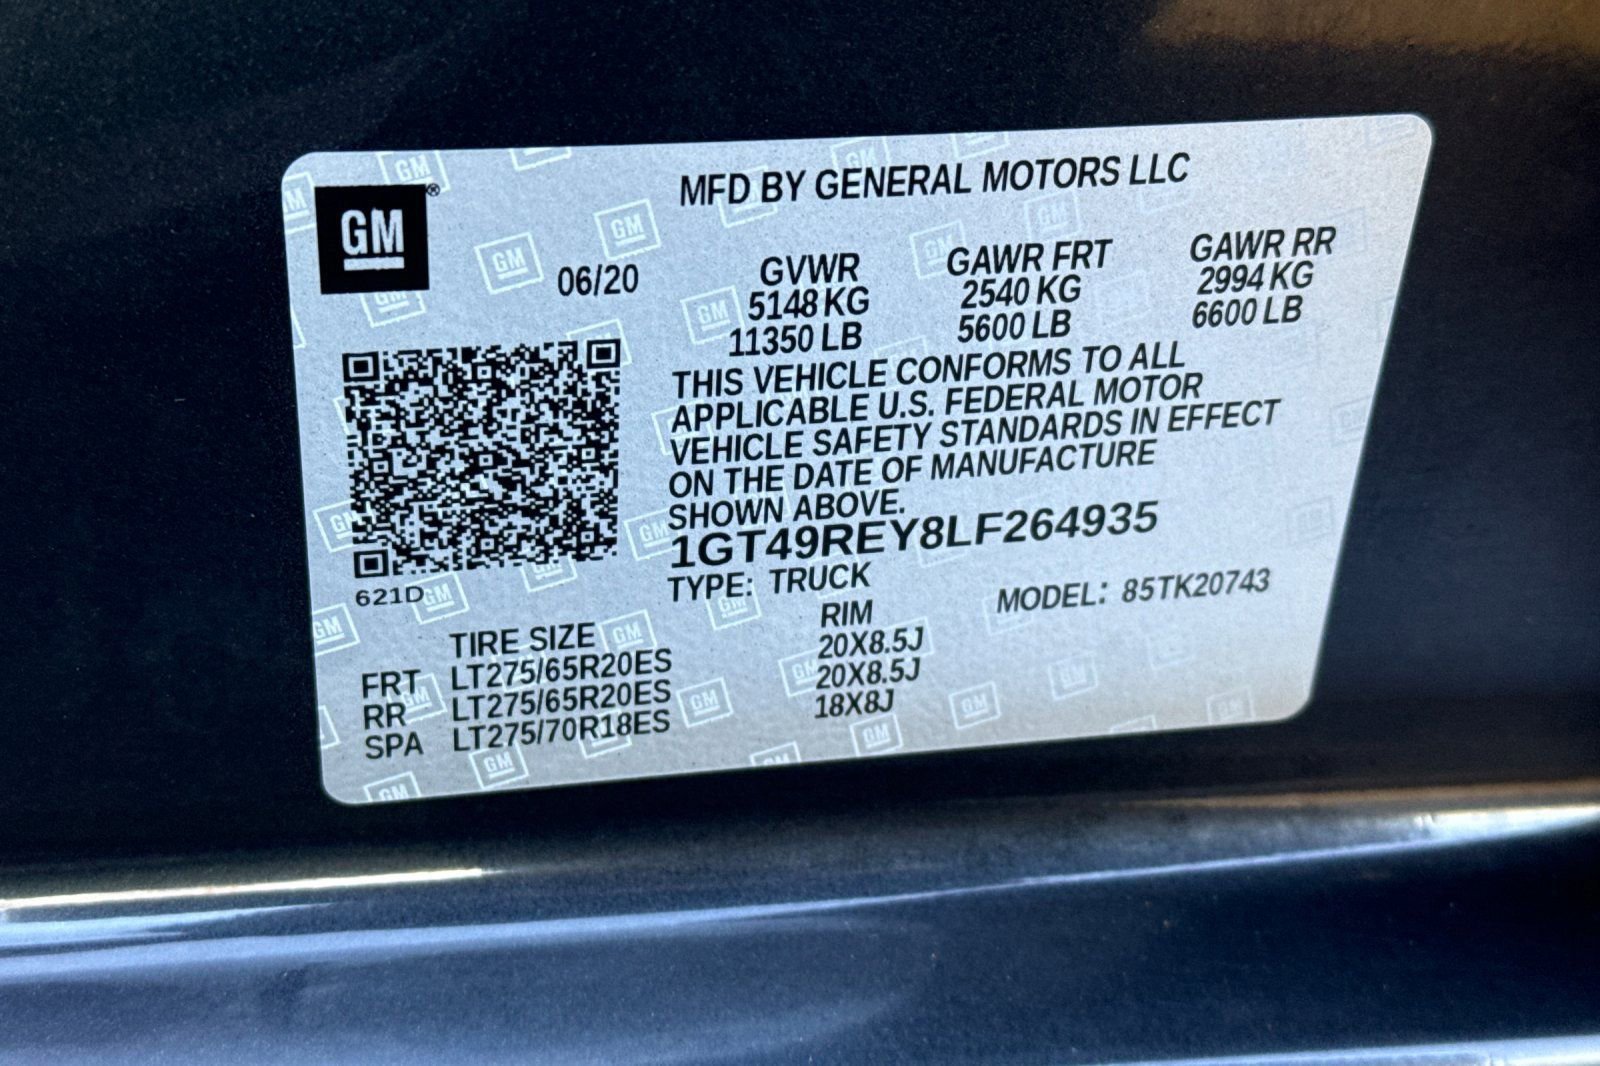 GM®
MFD BY GENERAL MOTORS LLC
06/20
GVWR GAWR FRT GAWR RR
5148 KG 2540 KG 2994 KG
11350 LB 5600 LB 6600 LB
THIS VEHICLE CONFORMS TO ALL
APPLICABLE U.S. FEDERAL MOTOR
VEHICLE SAFETY STANDARDS IN EFFECT
ON THE DATE OF MANUFACTURE
SHOWN ABOVE.
1GT49REY8LF264935
TYPE: TRUCK MODEL: 85TK20743
621D
TIRE SIZE RIM
FRT LT275/65R20ES 20X8.5J
RR LT275/65R20ES 20X8.5J
SPA LT275/70R18ES 18X8J